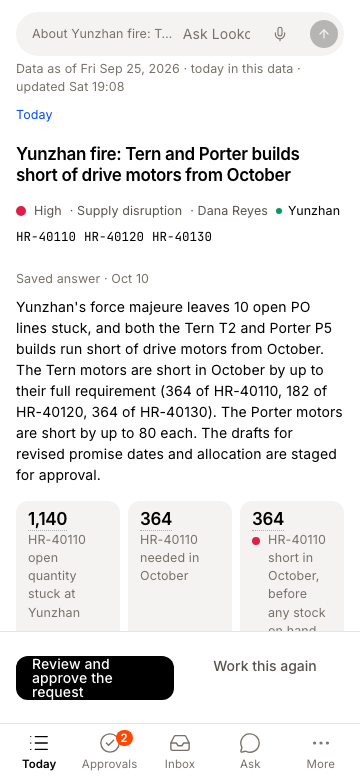 About Yunzhan fire: T... Ask
Data as of Fri Sep 25, 2026 · today in this data ·
updated Sat 19:08
Today
Yunzhan fire: Tern and Porter builds
short of drive motors from October
High · Supply disruption · Dana Reyes Yunzhan
HR-40110 HR-40120 HR-40130
Saved answer · Oct 10
Yunzhan's force majeure leaves 10 open PO
lines stuck, and both the Tern T2 and Porter P5
builds run short of drive motors from October.
The Tern motors are short in October by up to
their full requirement (364 of HR-40110, 182 of
HR-40120, 364 of HR-40130). The Porter motors
are short by up to 80 each. The drafts for
revised promise dates and allocation are staged
for approval.
1,140
HR-40110
open
quantity
stuck at
Yunzhan
364
HR-40110
needed in
October
364
HR-40110
short in
October,
before
any stock
on hand
Review and
approve the
request
Work this again
Today
Approvals
2
Inbox
Ask
More